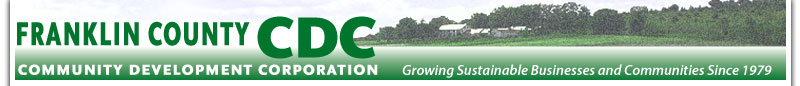 FRANKLIN COUNTY CDC
COMMUNITY DEVELOPMENT CORPORATION
Growing Sustainable Businesses and Communities Since 1979